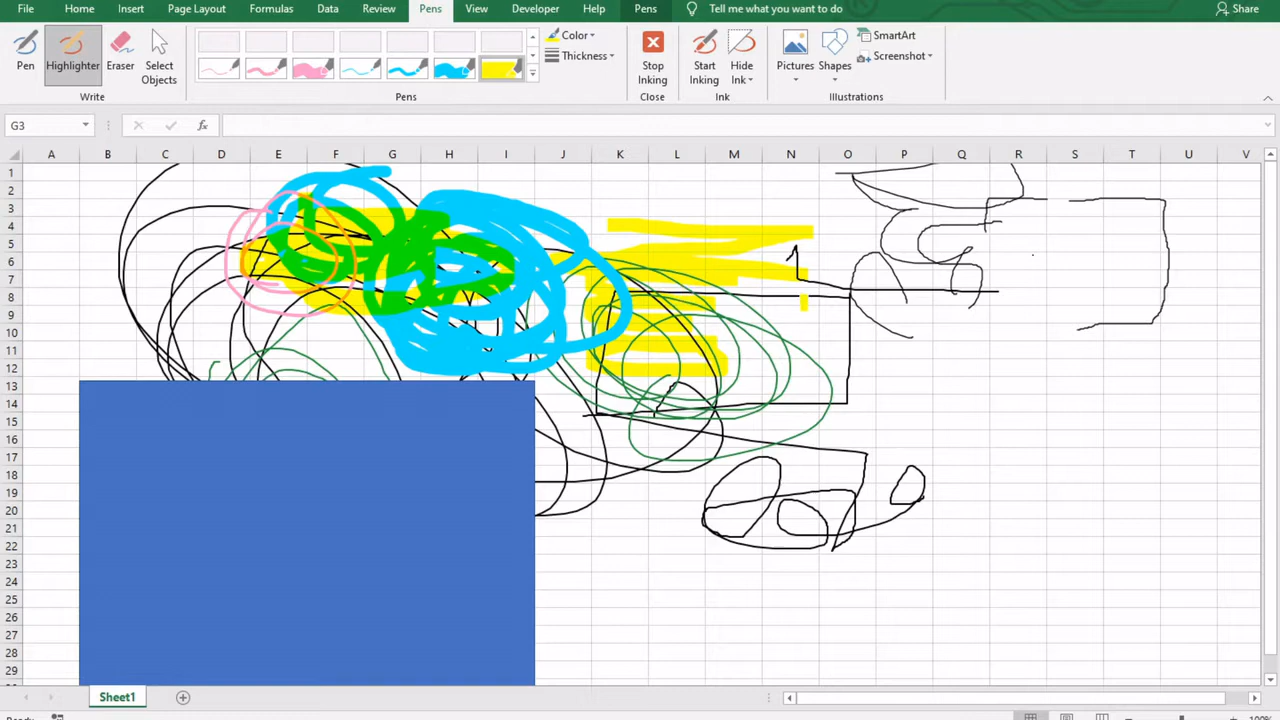 File Home Insert Page Layout Formulas Data Review Pens View Developer Help Pens Tell me what you want to do Share
Pen Highlighter Eraser Select Objects
Color
Thickness
Stop Inking Start Inking Hide Ink Pictures Shapes
SmartArt
Screenshot
Write Pens Close Ink Illustrations
G3 fx
A B C D E F G H I J K L M N O P Q R S T U V
1
2
3
4
5
6
7
8
9
10
11
12
13
14
15
16
17
18
19
20
21
22
23
24
25
26
27
28
29
Sheet1
Ready 100%